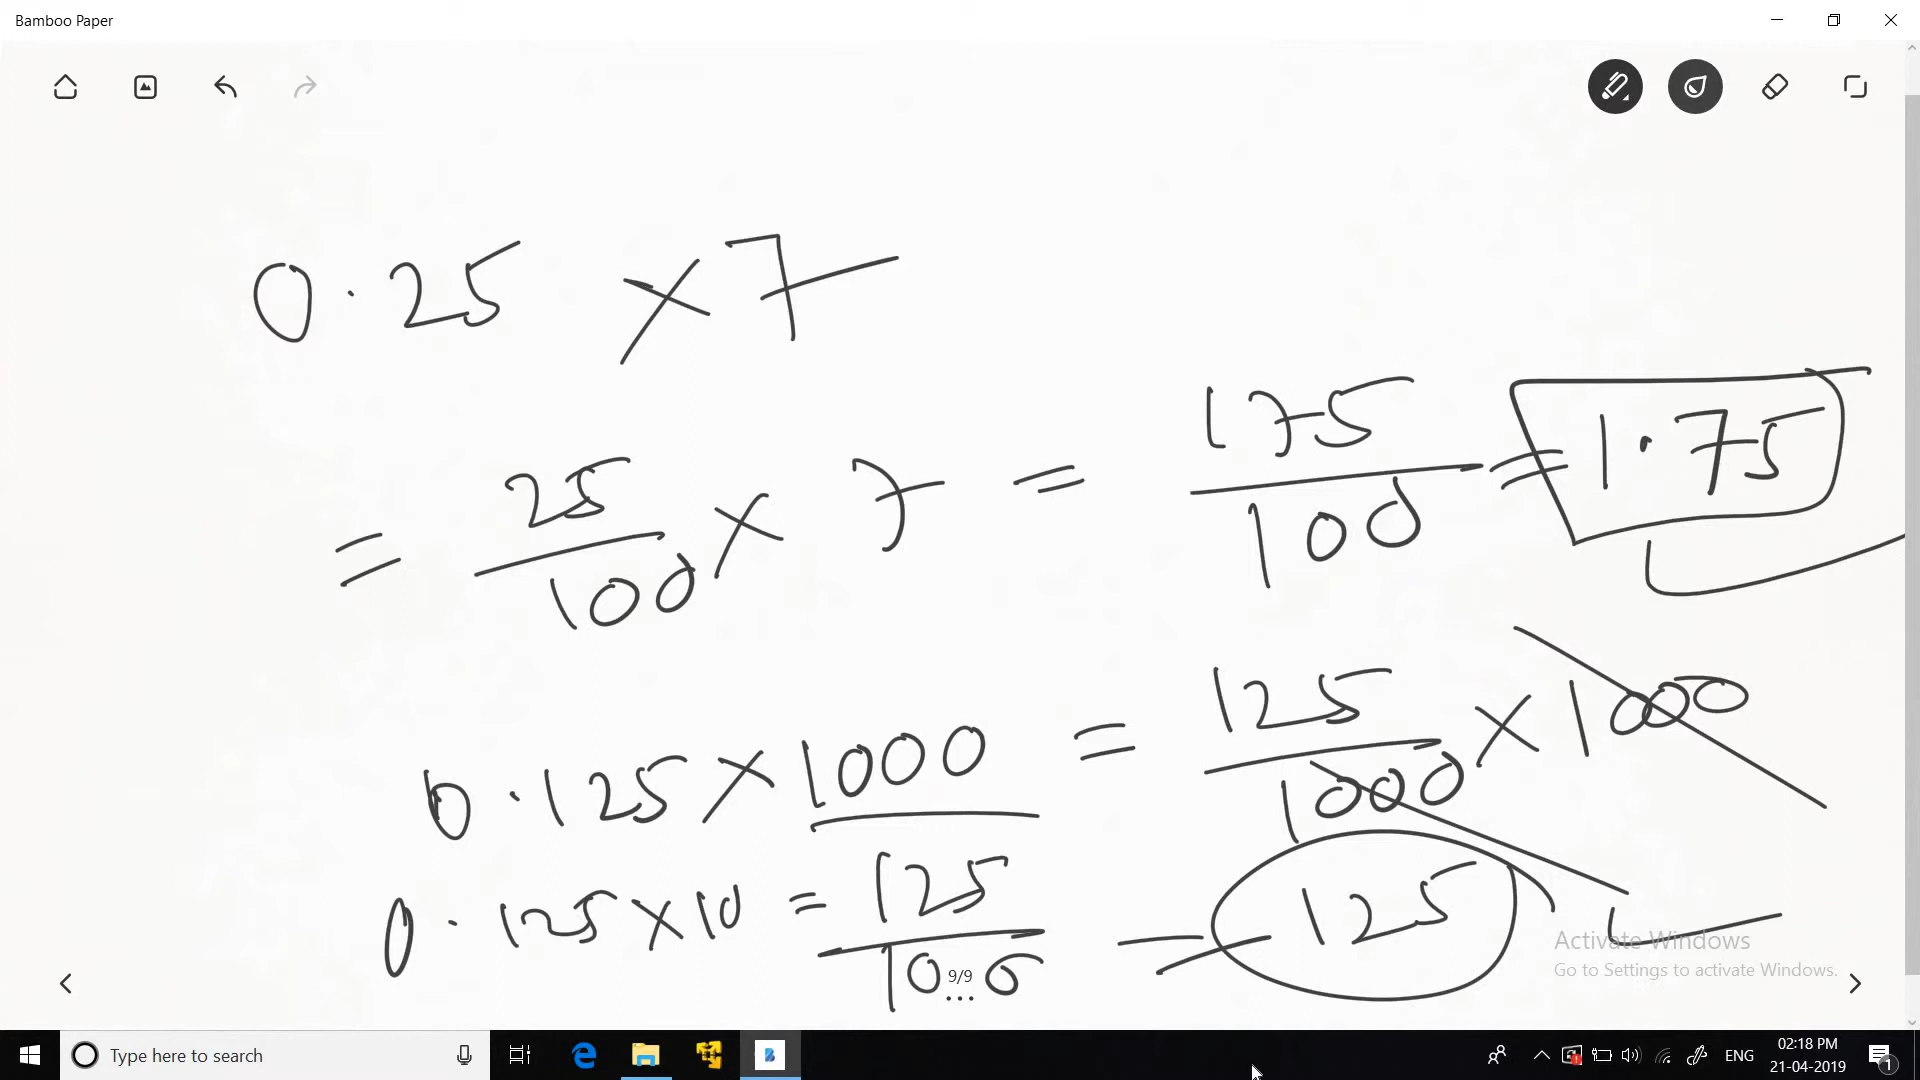 Bamboo Paper
0.25 × 7
= 25/100 × 7 = 175/100 = 1.75
0.125 × 1000 = 125/1000 × 1000
0.125 × 10 = 125/100 = 125
Activate Windows
Go to Settings to activate Windows.
9/9
Type here to search
ENG
02:18 PM
21-04-2019
1